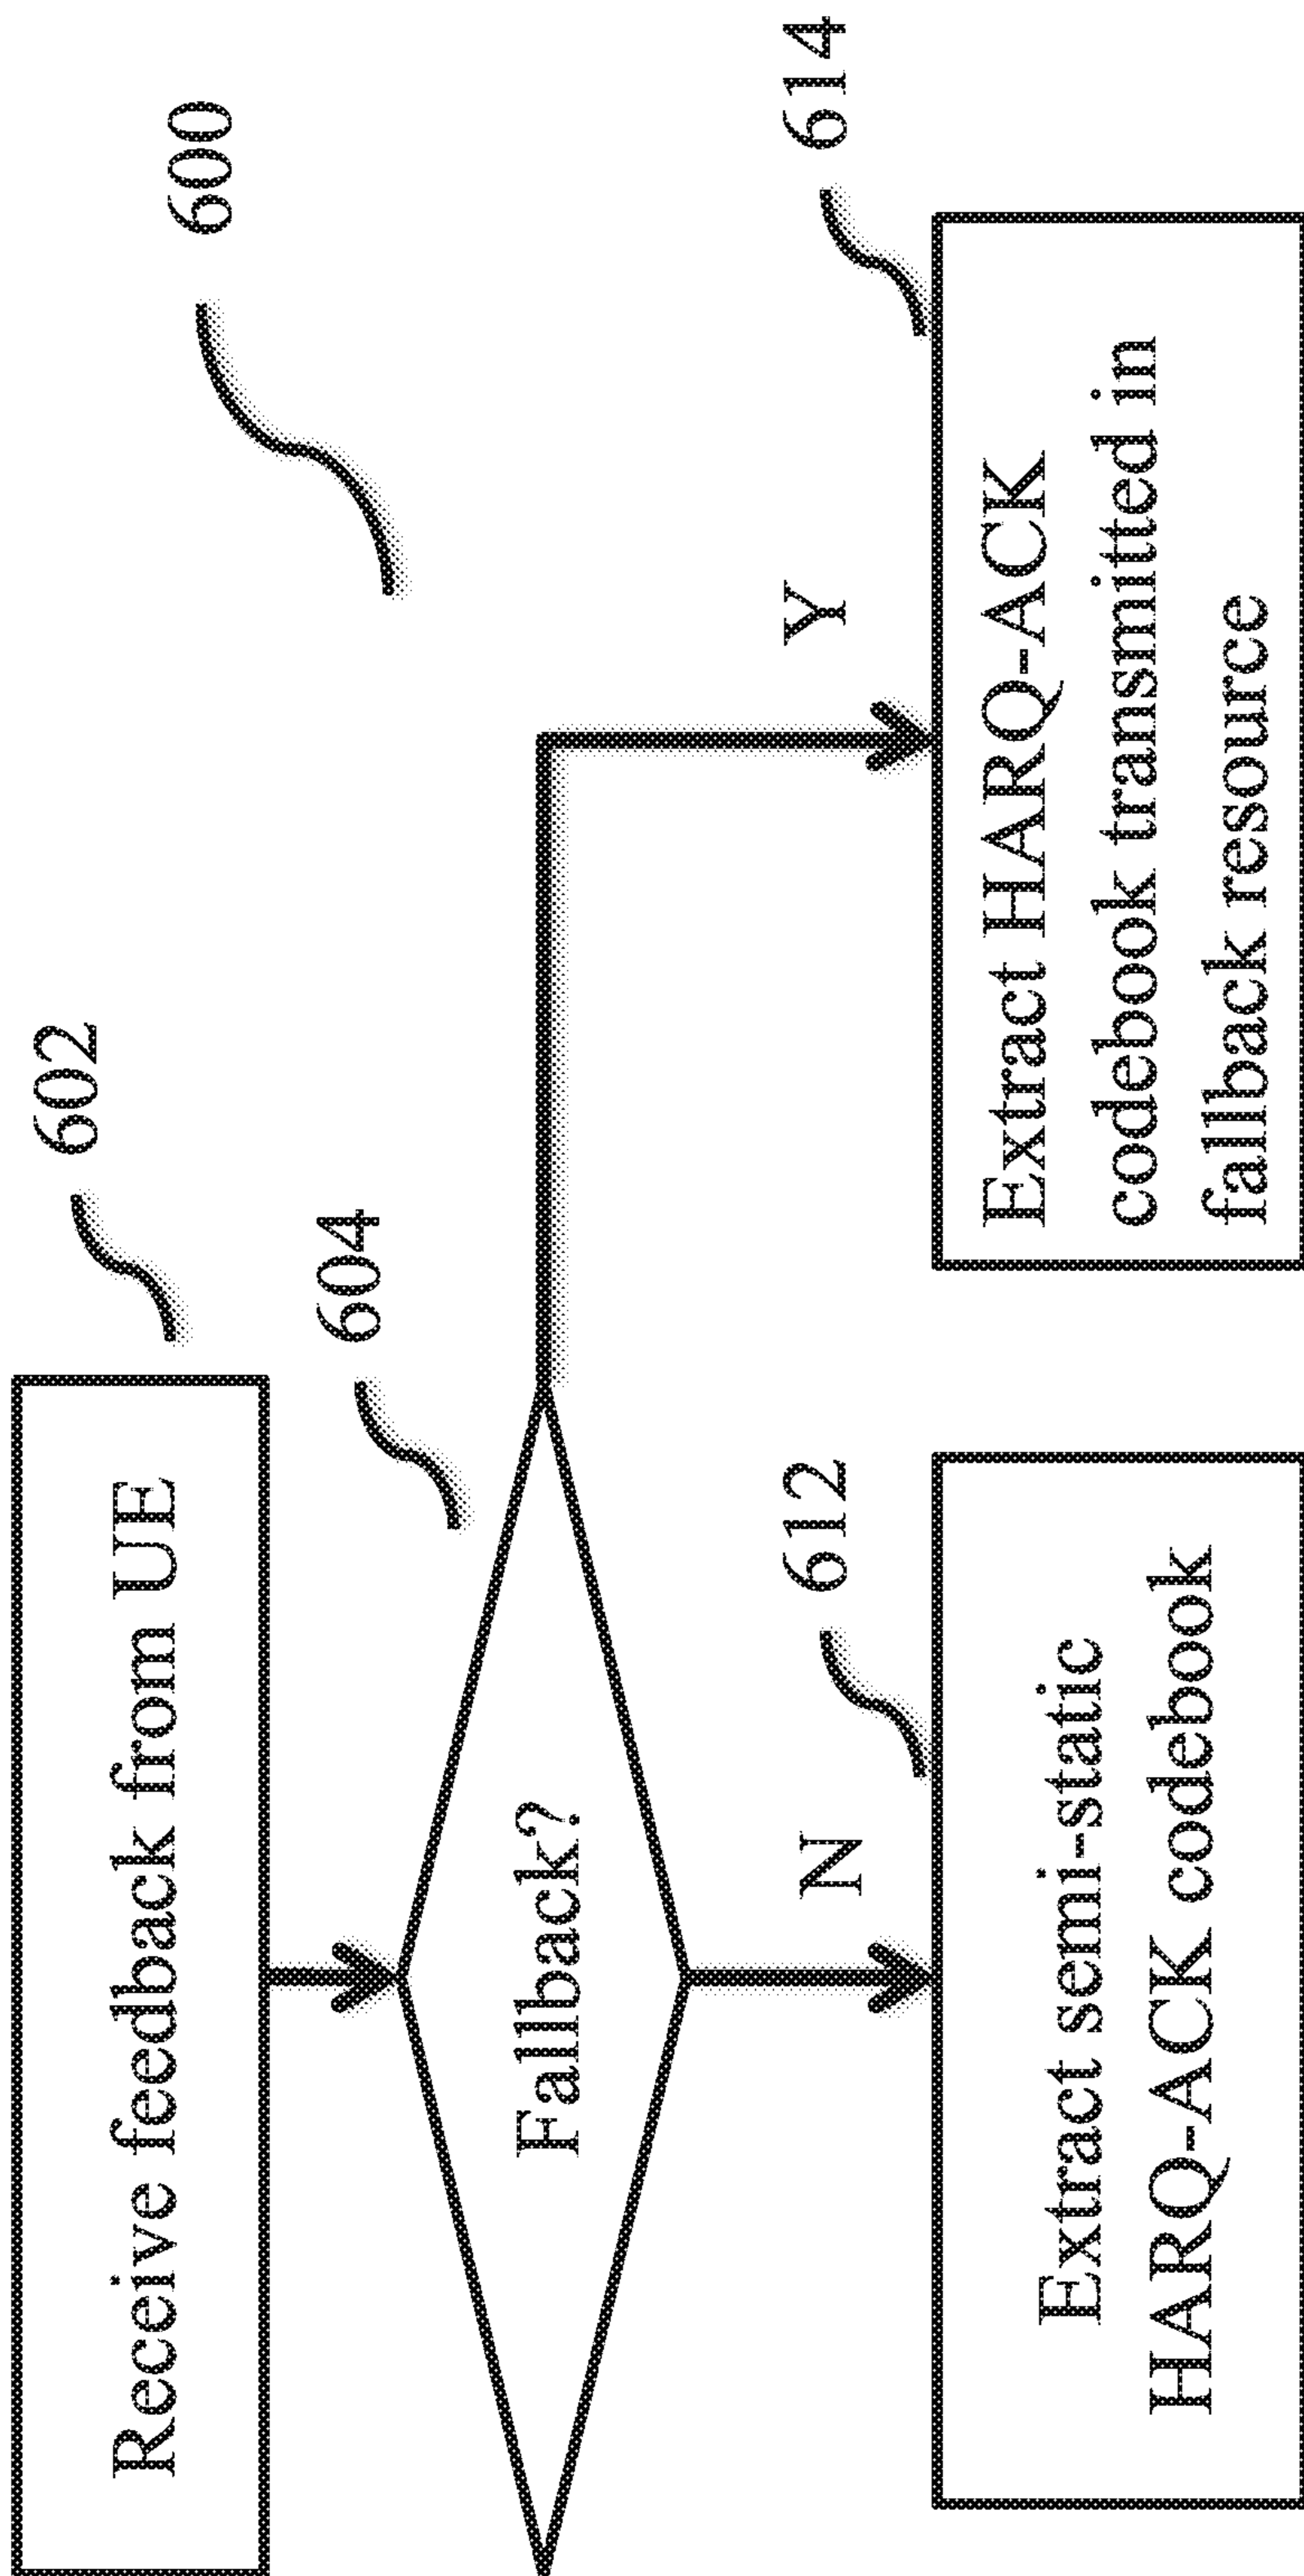 600
Receive feedback from UE
602
Fallback?
604
N
Y
Extract semi-static
HARQ-ACK codebook
612
Extract HARQ-ACK
codebook transmitted in
fallback resource
614